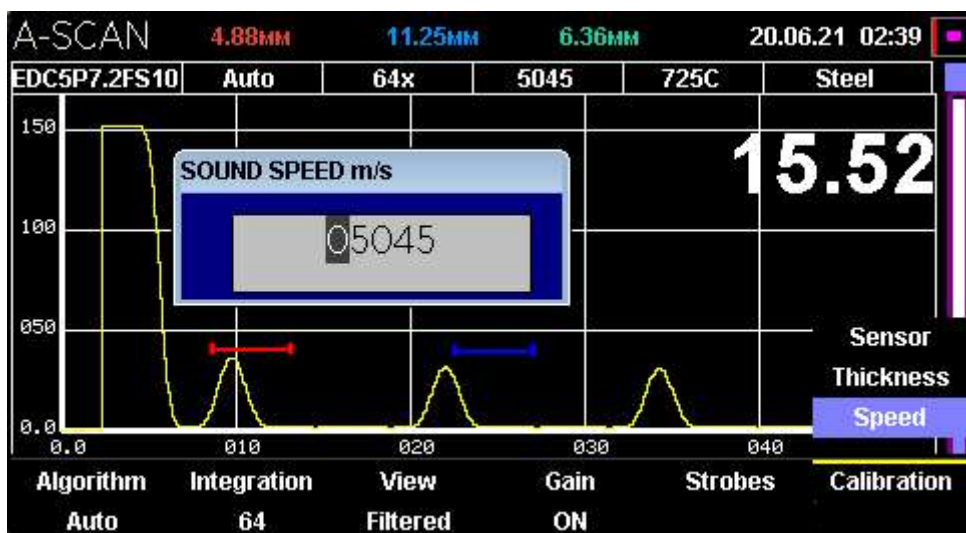 A-SCAN 4.88мм 11.25мм 6.36мм 20.06.21 02:39
EDC5P7.2FS10 Auto 64x 5045 725C Steel
150
15.52
SOUND SPEED m/s
05045
100
050
Sensor
Thickness
Speed
0.0
0.0 010 020 030 040
Algorithm Integration View Gain Strobes Calibration
Auto 64 Filtered ON